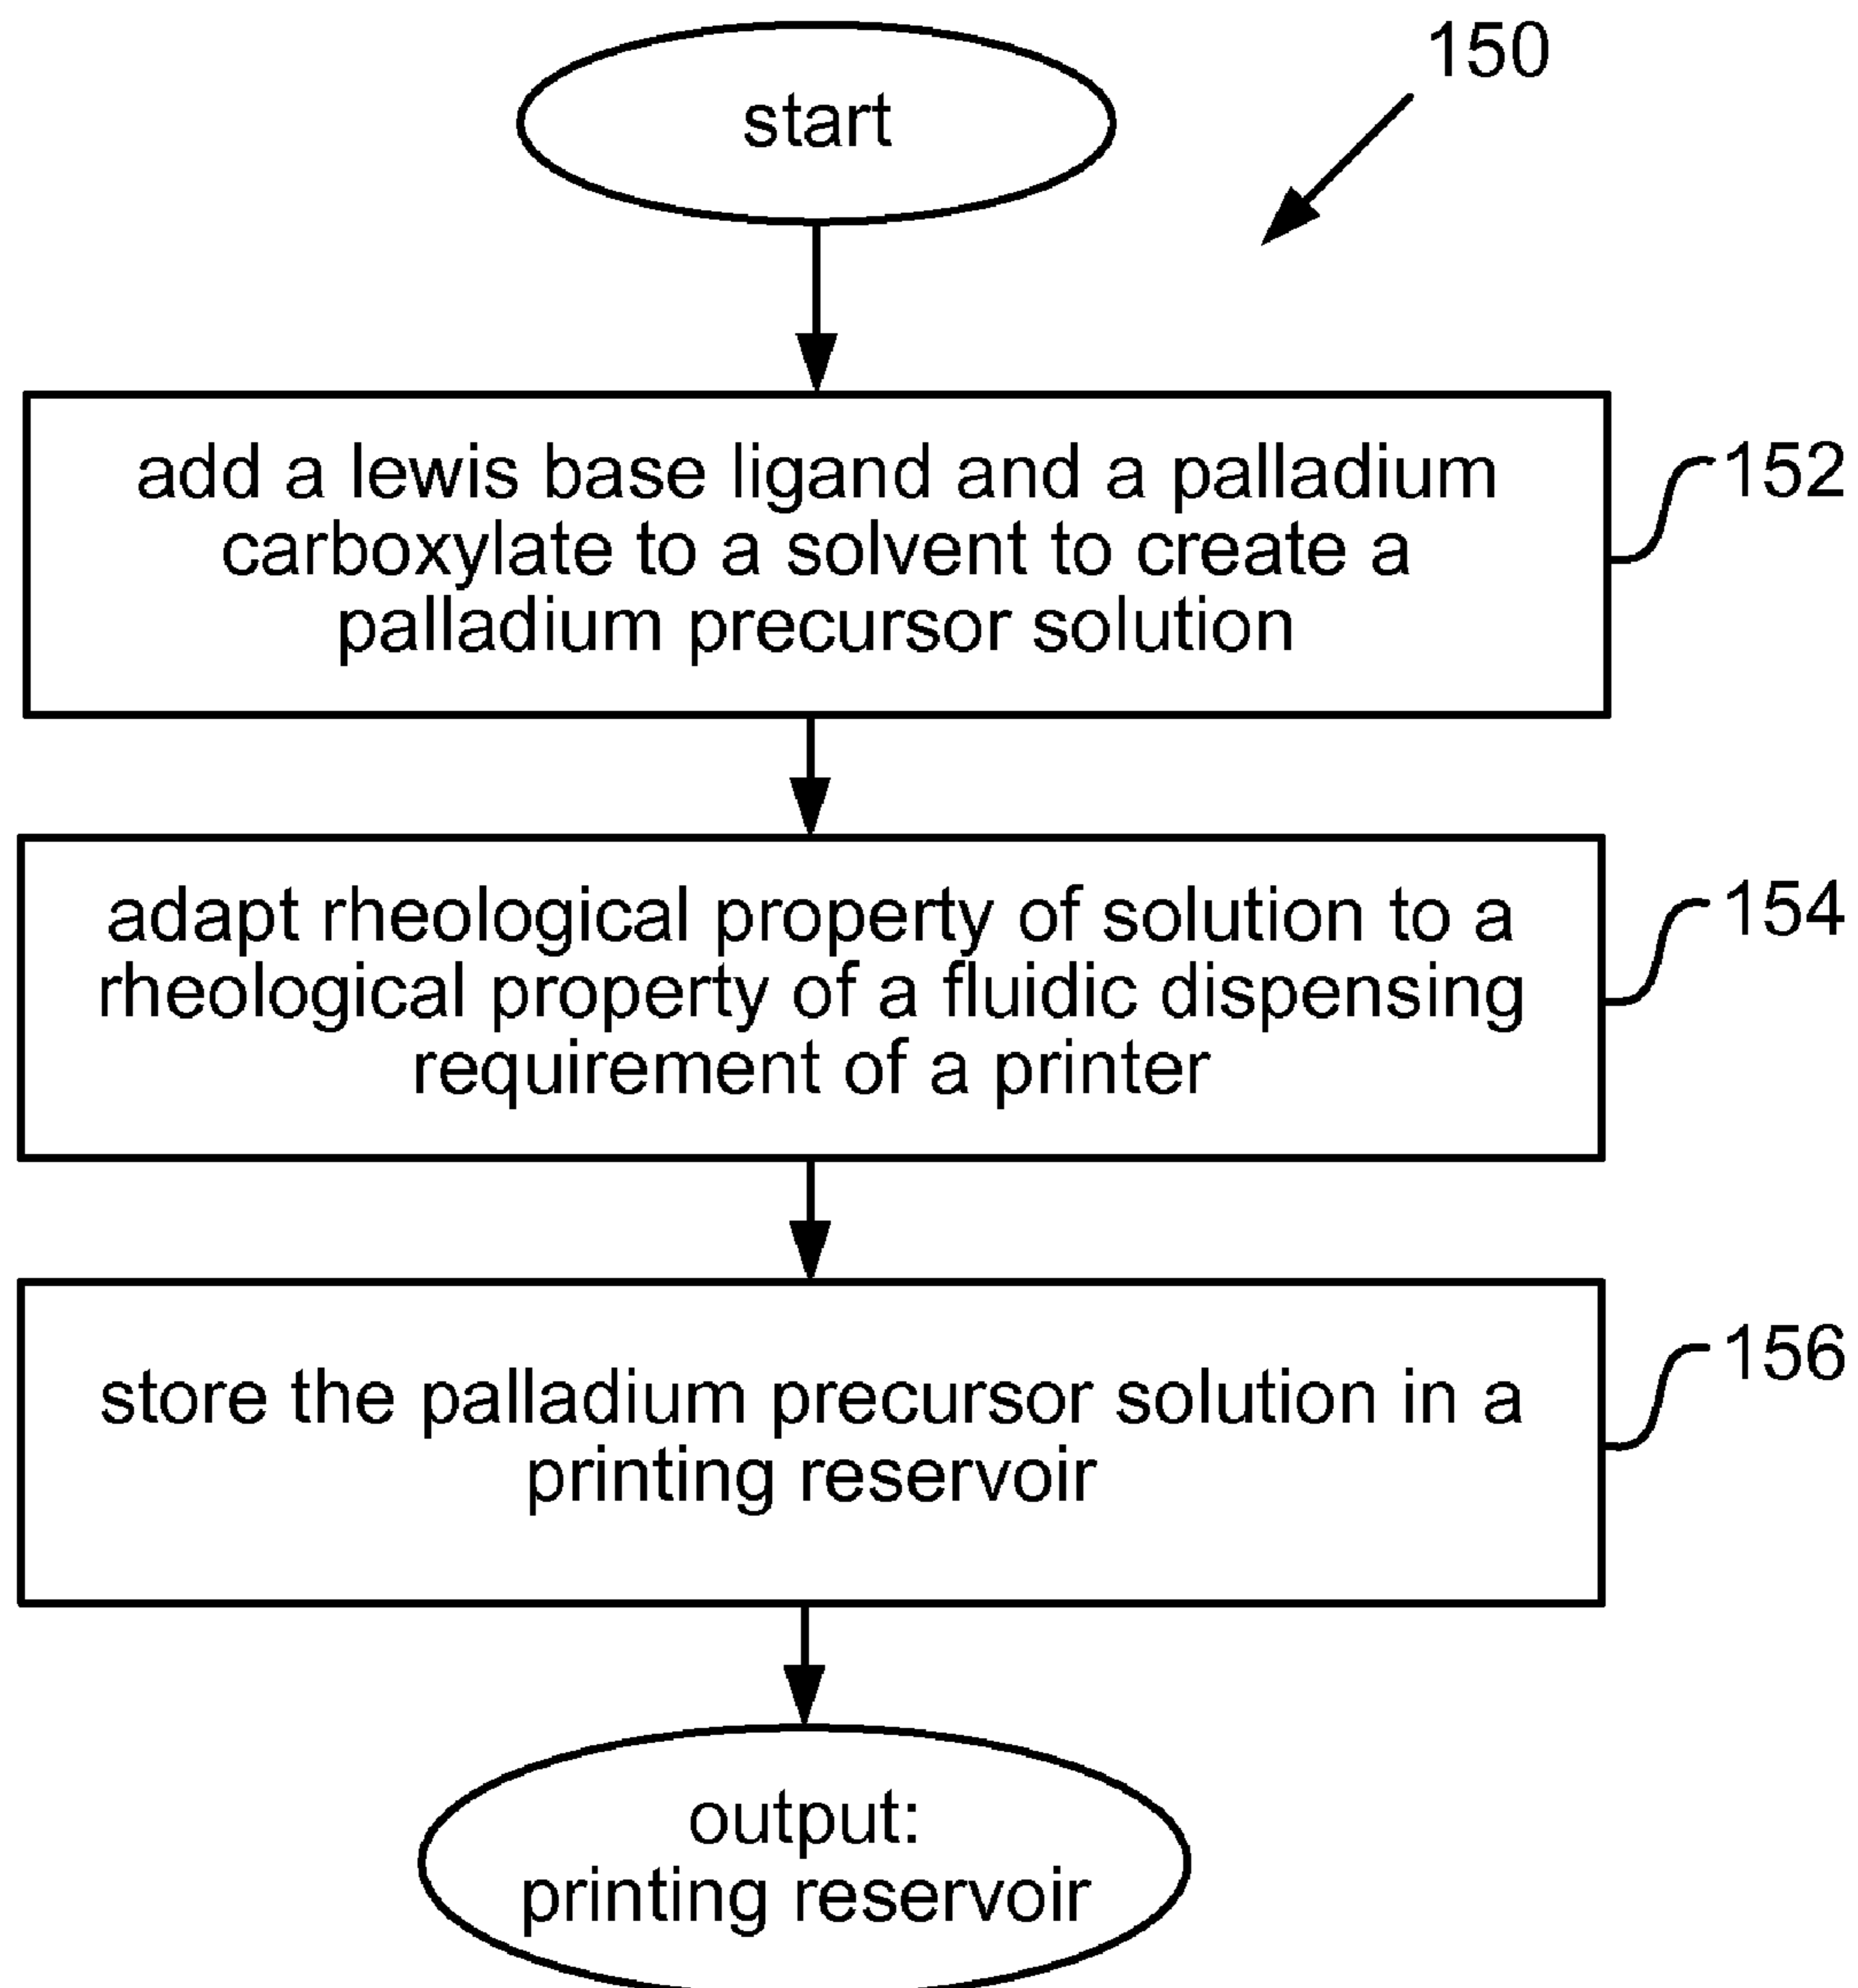 start
150
add a lewis base ligand and a palladium
carboxylate to a solvent to create a
palladium precursor solution
152
adapt rheological property of solution to a
rheological property of a fluidic dispensing
requirement of a printer
154
store the palladium precursor solution in a
printing reservoir
156
output:
printing reservoir